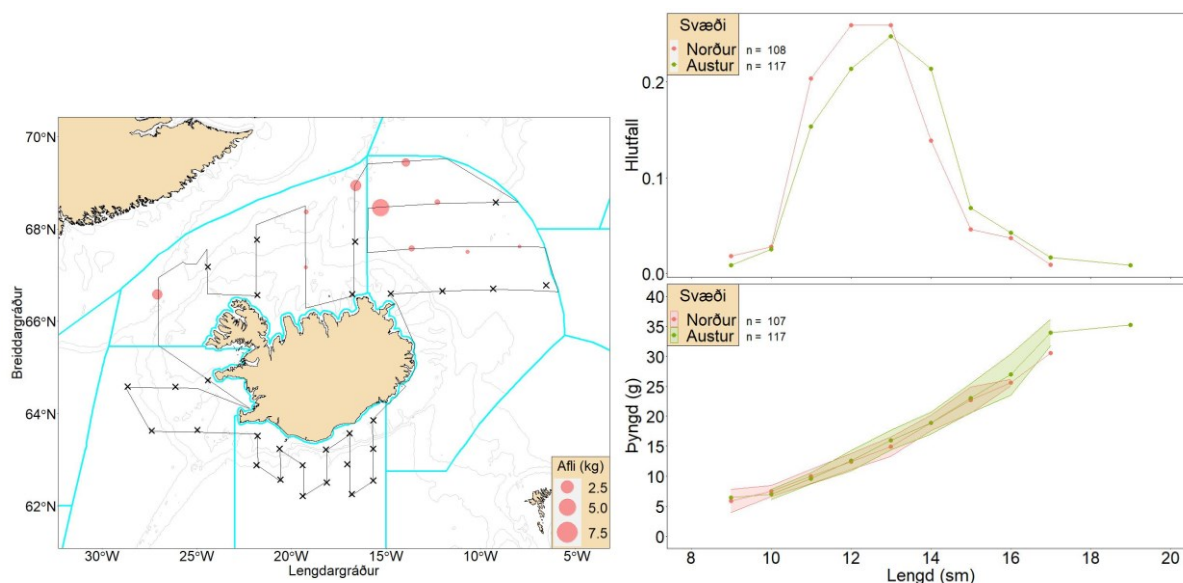 70°N
68°N
66°N
64°N
62°N
Breiddargráður
30°W
25°W
20°W
15°W
10°W
5°W
Lengdargráður
Afli (kg)
2.5
5.0
7.5
Svæði
Norður n = 108
Austur n = 117
0.2
0.1
0.0
Hlutfall
Svæði
Norður n = 107
Austur n = 117
40
35
30
25
20
15
10
5
0
Þyngd (g)
8
10
12
14
16
18
20
Lengd (sm)